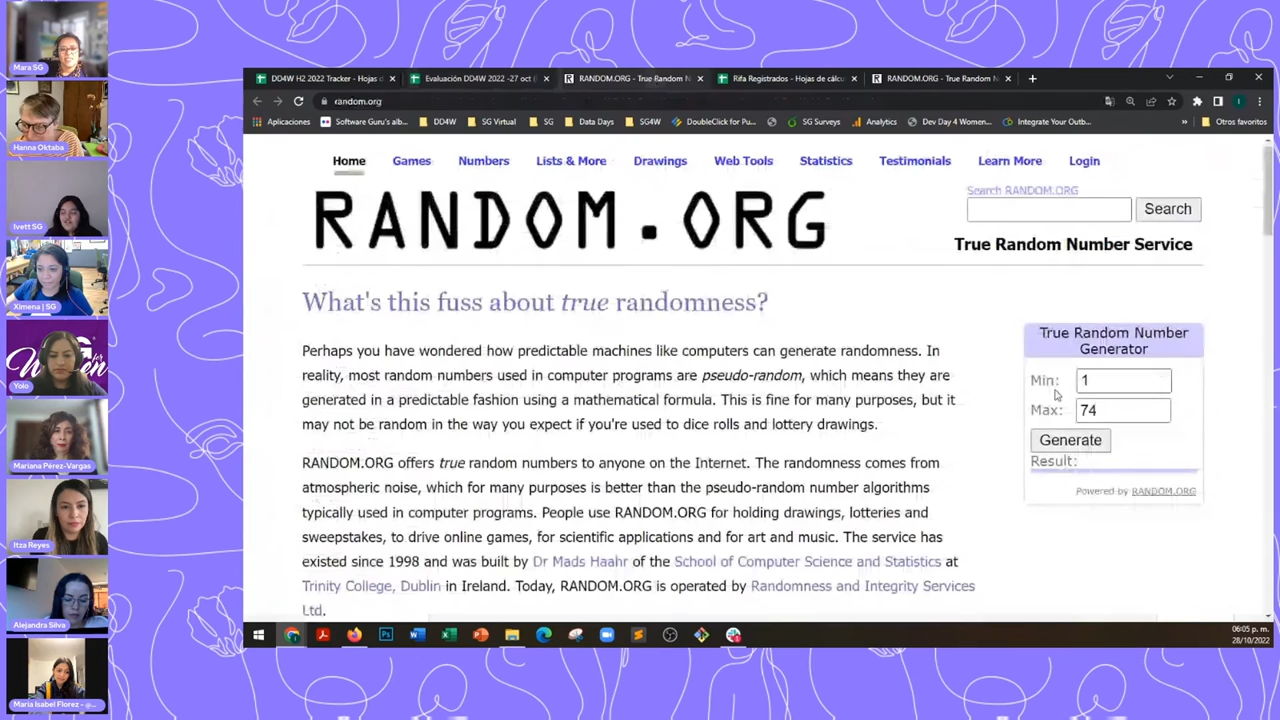 Mara SG
Hanna Oktaba
Ivett SG
Ximena | SG
Yolo
Mariana Pérez-Vargas
Itza Reyes
Alejandra Silva
Maria Isabel Florez - @...
DD4W H2 2022 Tracker - Hojas d
Evaluación DD4W 2022 -27 oct (
RANDOM.ORG - True Random N
Rifa Registrados - Hojas de cálcu
RANDOM.ORG - True Random N
random.org
Aplicaciones
Software Guru's alb...
DD4W
SG Virtual
SG
Data Days
SG4W
DoubleClick for Pu...
SG Surveys
Analytics
Dev Day 4 Women...
Integrate Your Outb...
Otros favoritos
Home Games Numbers Lists & More Drawings Web Tools Statistics Testimonials Learn More Login
RANDOM.ORG
Search RANDOM.ORG
Search
True Random Number Service
What's this fuss about true randomness?
Perhaps you have wondered how predictable machines like computers can generate randomness. In
reality, most random numbers used in computer programs are pseudo-random, which means they are
generated in a predictable fashion using a mathematical formula. This is fine for many purposes, but it
may not be random in the way you expect if you're used to dice rolls and lottery drawings.
RANDOM.ORG offers true random numbers to anyone on the Internet. The randomness comes from
atmospheric noise, which for many purposes is better than the pseudo-random number algorithms
typically used in computer programs. People use RANDOM.ORG for holding drawings, lotteries and
sweepstakes, to drive online games, for scientific applications and for art and music. The service has
existed since 1998 and was built by Dr Mads Haahr of the School of Computer Science and Statistics at
Trinity College, Dublin in Ireland. Today, RANDOM.ORG is operated by Randomness and Integrity Services
Ltd.
True Random Number
Generator
Min: 1
Max: 74
Generate
Result:
Powered by RANDOM.ORG
06:05 p. m.
28/10/2022